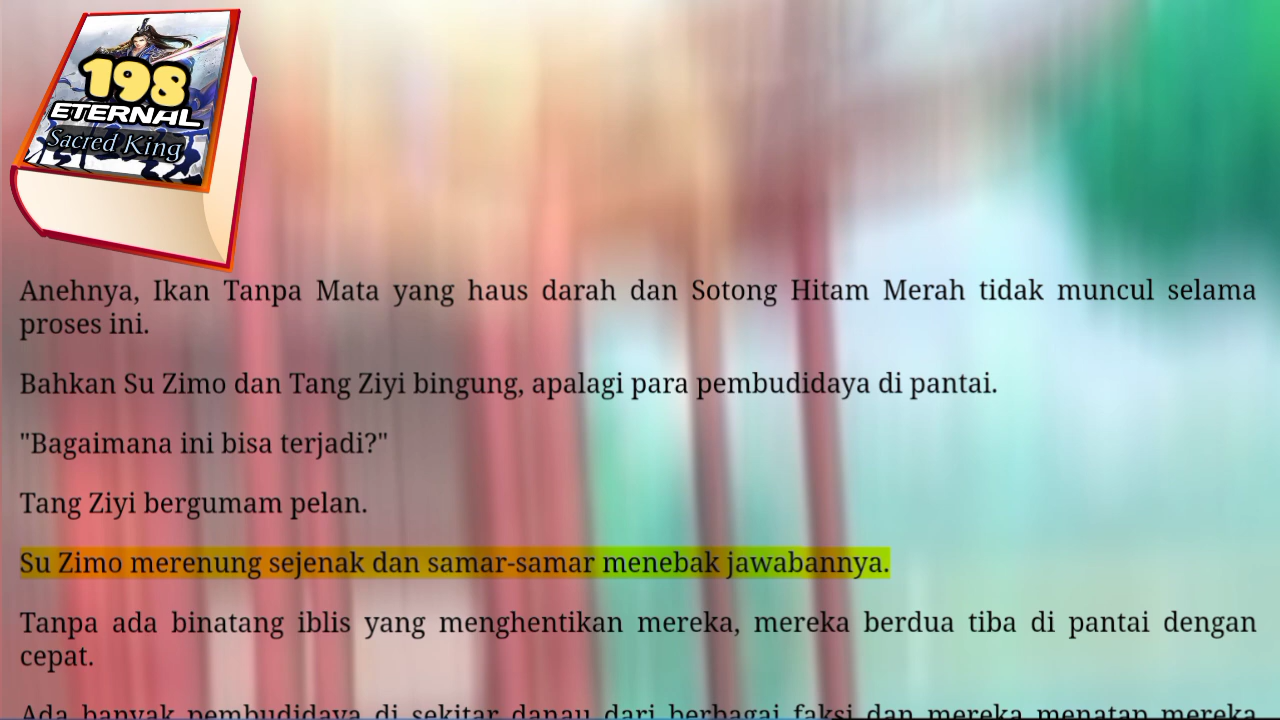 198
ETERNAL
Sacred King
Anehnya, Ikan Tanpa Mata yang haus darah dan Sotong Hitam Merah tidak muncul selama
proses ini.
Bahkan Su Zimo dan Tang Ziyi bingung, apalagi para pembudidaya di pantai.
"Bagaimana ini bisa terjadi?"
Tang Ziyi bergumam pelan.
Su Zimo merenung sejenak dan samar-samar menebak jawabannya.
Tanpa ada binatang iblis yang menghentikan mereka, mereka berdua tiba di pantai dengan
cepat.
Ada banyak pembudidaya di sekitar danau dari berbagai faksi dan mereka menatap mereka